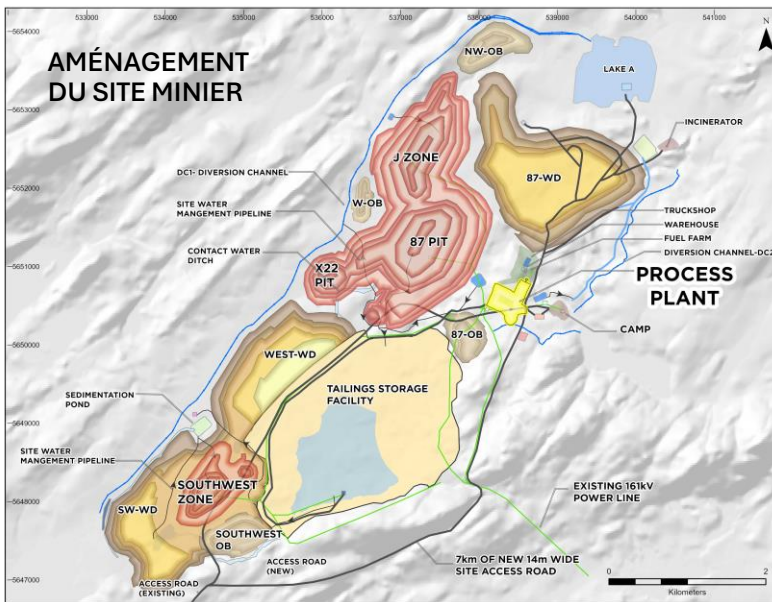 533000 534000 535000 536000 537000 538000 539000 540000 541000
N
AMÉNAGEMENT
DU SITE MINIER
5654000
5653000
5652000
5651000
5650000
5649000
5648000
5647000
NW-OB
LAKE A
INCINERATOR
J ZONE
87-WD
DC1- DIVERSION CHANNEL
W-OB
SITE WATER
MANGEMENT PIPELINE
CONTACT WATER
DITCH
87 PIT
X22
PIT
TRUCKSHOP
WAREHOUSE
FUEL FARM
DIVERSION CHANNEL-DC2
PROCESS
PLANT
CAMP
87-OB
WEST-WD
TAILINGS STORAGE
FACILITY
SEDIMENTATION
POND
SITE WATER
MANGEMENT PIPELINE
SOUTHWEST
ZONE
SW-WD
SOUTHWEST
OB
EXISTING 161kV
POWER LINE
ACCESS ROAD
(NEW)
ACCESS ROAD
(EXISTING)
7km OF NEW 14m WIDE
SITE ACCESS ROAD
0 2
Kilometers